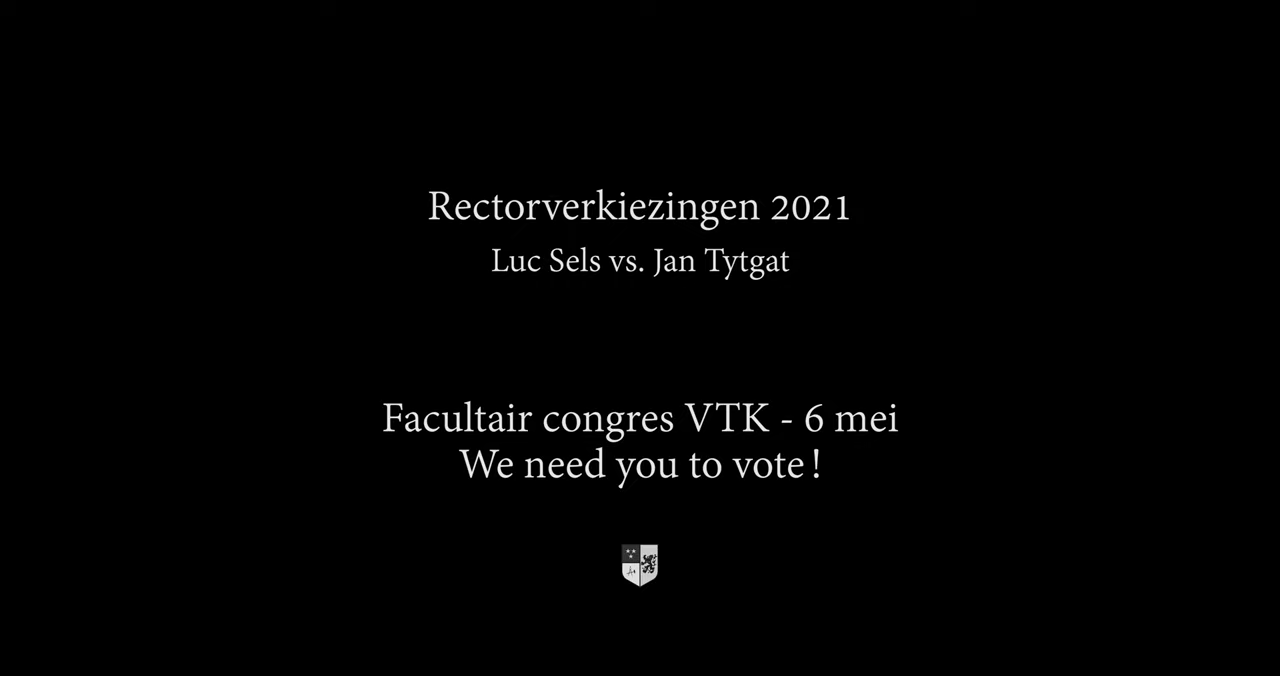 Rectorverkiezingen 2021
Luc Sels vs. Jan Tytgat
Facultair congres VTK - 6 mei
We need you to vote!